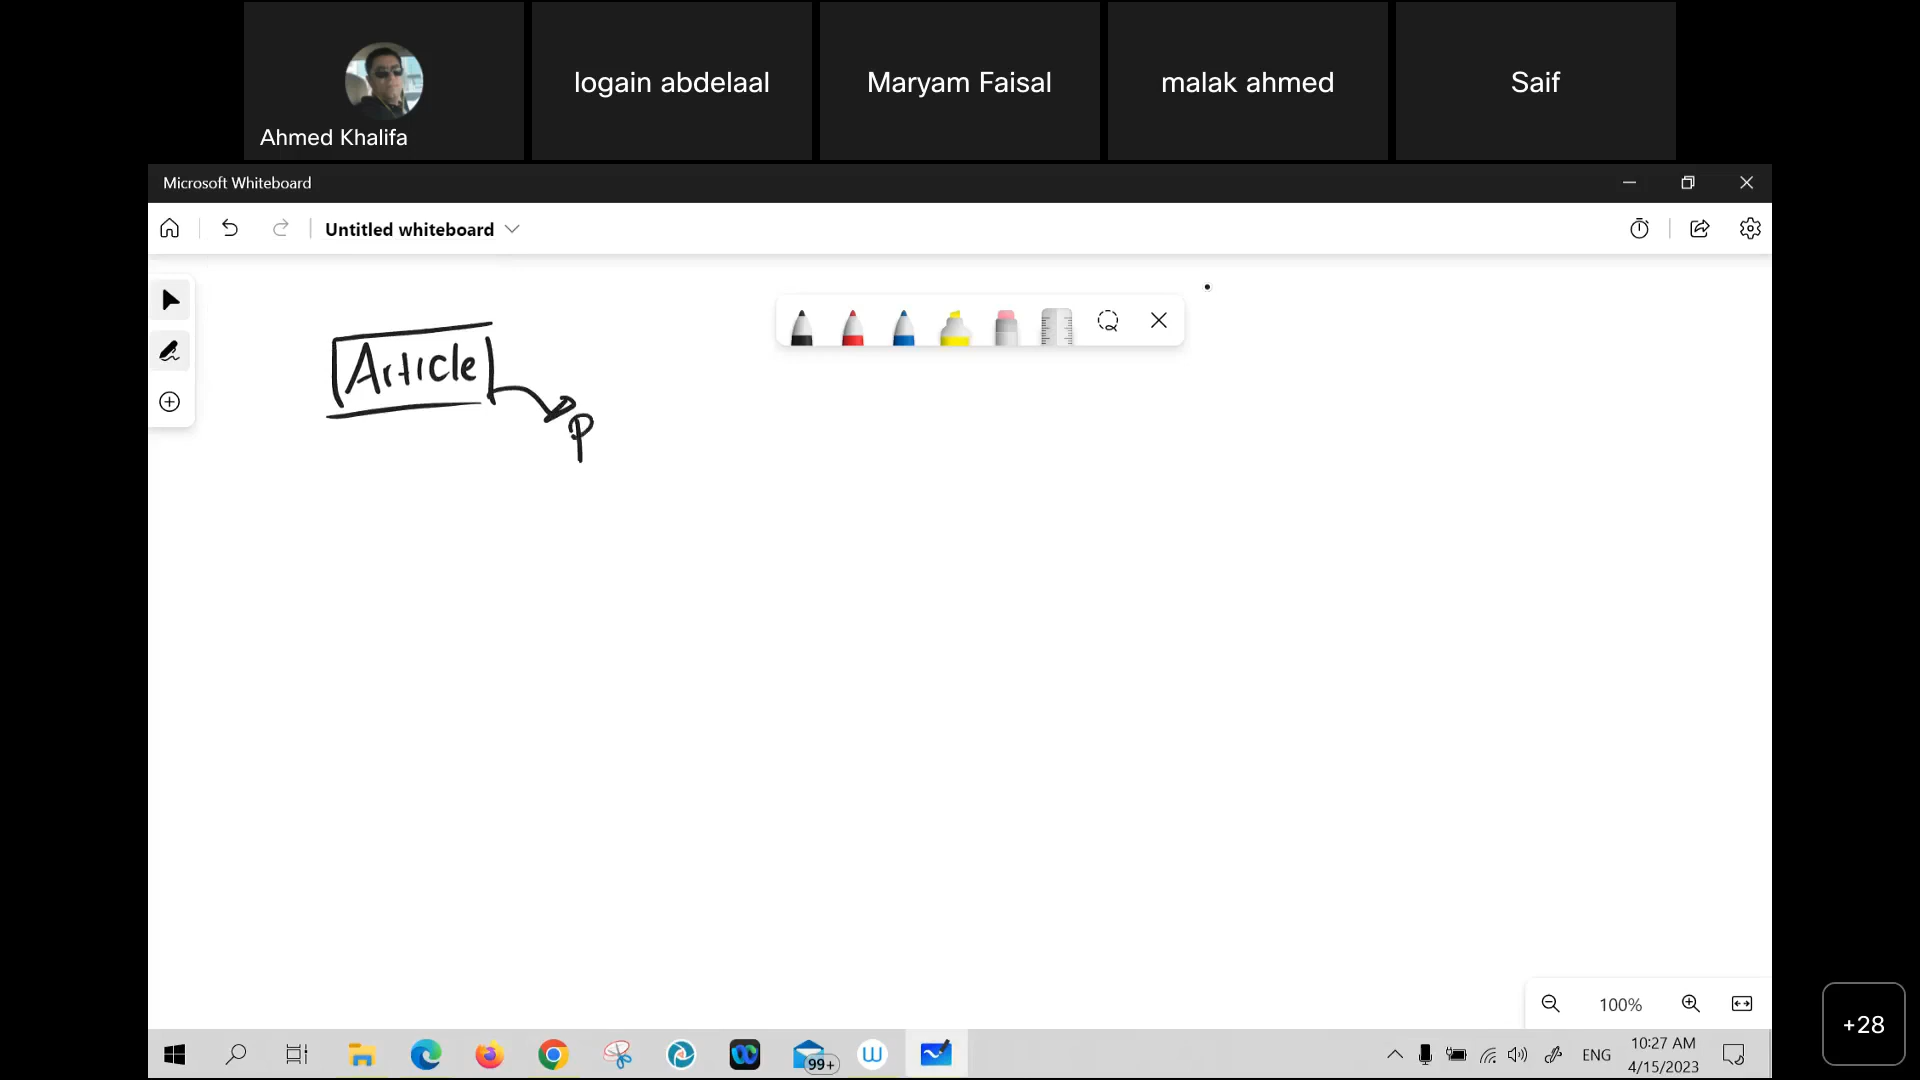 logain abdelaal
Maryam Faisal
malak ahmed
Saif
Ahmed Khalifa
Microsoft Whiteboard
Untitled whiteboard
Article
P
100%
+28
99+
ENG
10:27 AM
4/15/2023